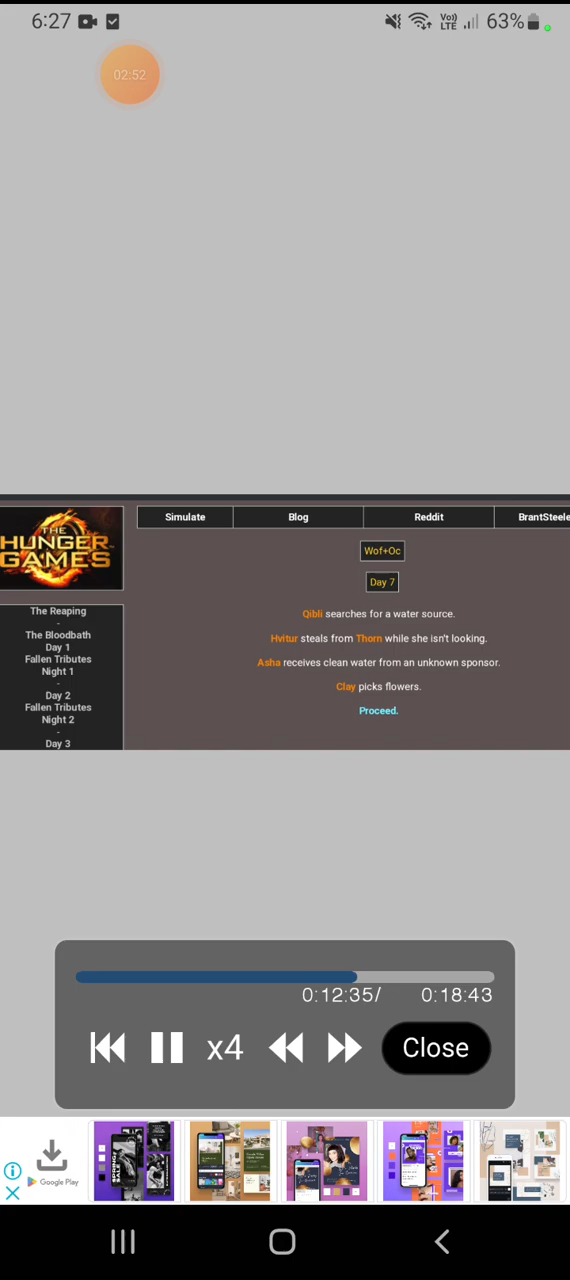 6:27
Vo))
LTE
63%
02:52
THE
HUNGER
GAMES
Simulate
Blog
Reddit
BrantSteele
Wof+Oc
Day 7
Qibli searches for a water source.
Hvitur steals from Thorn while she isn't looking.
Asha receives clean water from an unknown sponsor.
Clay picks flowers.
Proceed.
The Reaping
-
The Bloodbath
Day 1
Fallen Tributes
Night 1
-
Day 2
Fallen Tributes
Night 2
-
Day 3
0:12:35/ 0:18:43
x4
Close
Google Play